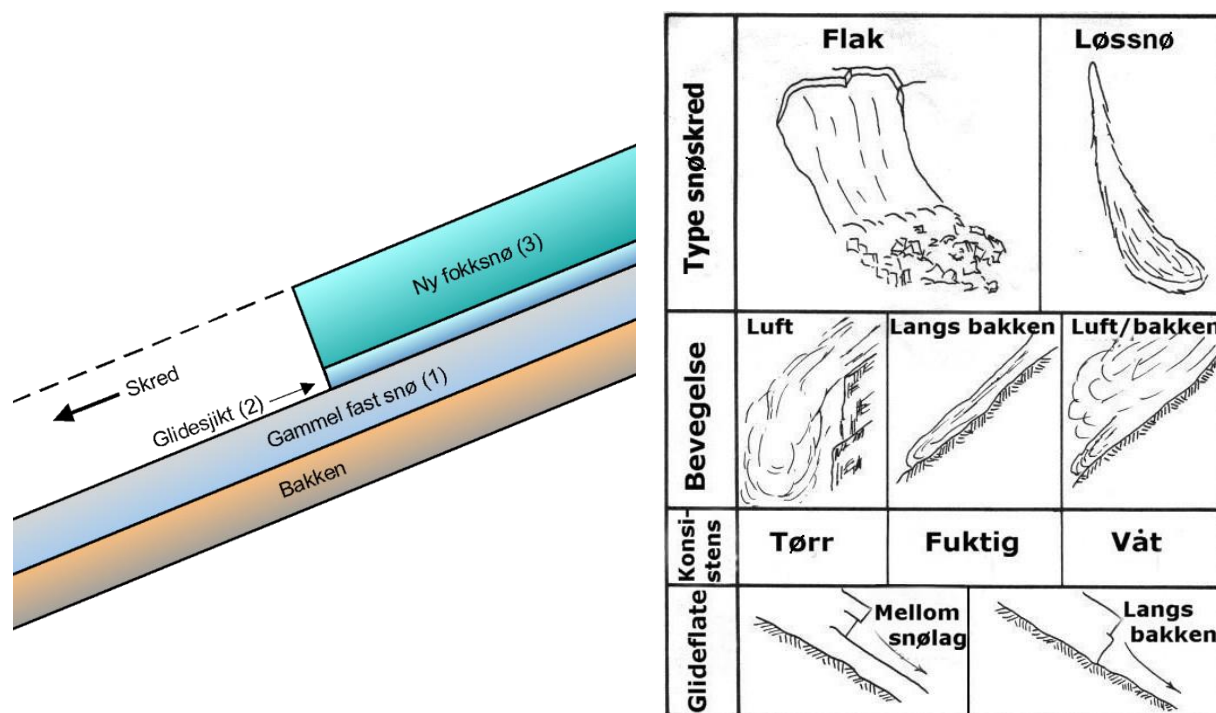 Ny fokksnø (3)
Skred
Glidesjikt (2)
Gammel fast snø (1)
Bakken
Type snøskred
Flak
Løssnø
Bevegelse
Luft
Langs bakken
Luft/bakken
Konsi-
stens
Tørr
Fuktig
Våt
Glideflate
Mellom
snølag
Langs
bakken